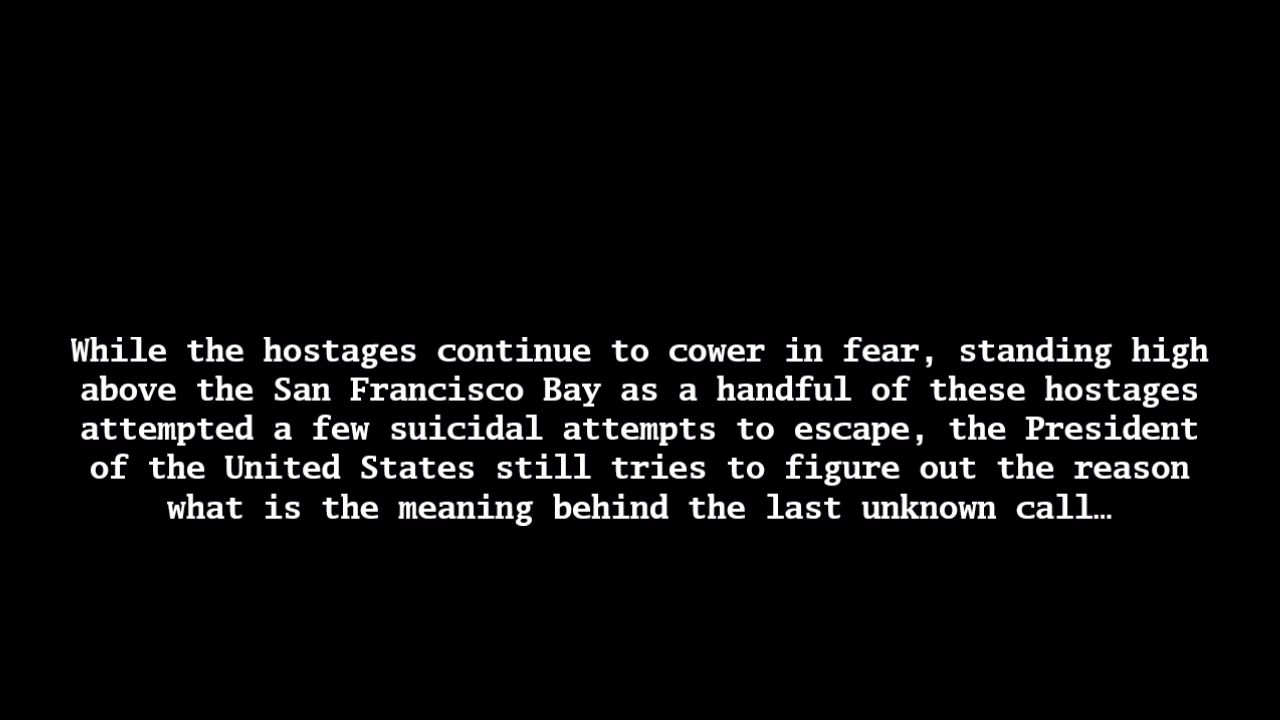 While the hostages continue to cower in fear, standing high
above the San Francisco Bay as a handful of these hostages
attempted a few suicidal attempts to escape, the President
of the United States still tries to figure out the reason
what is the meaning behind the last unknown call…